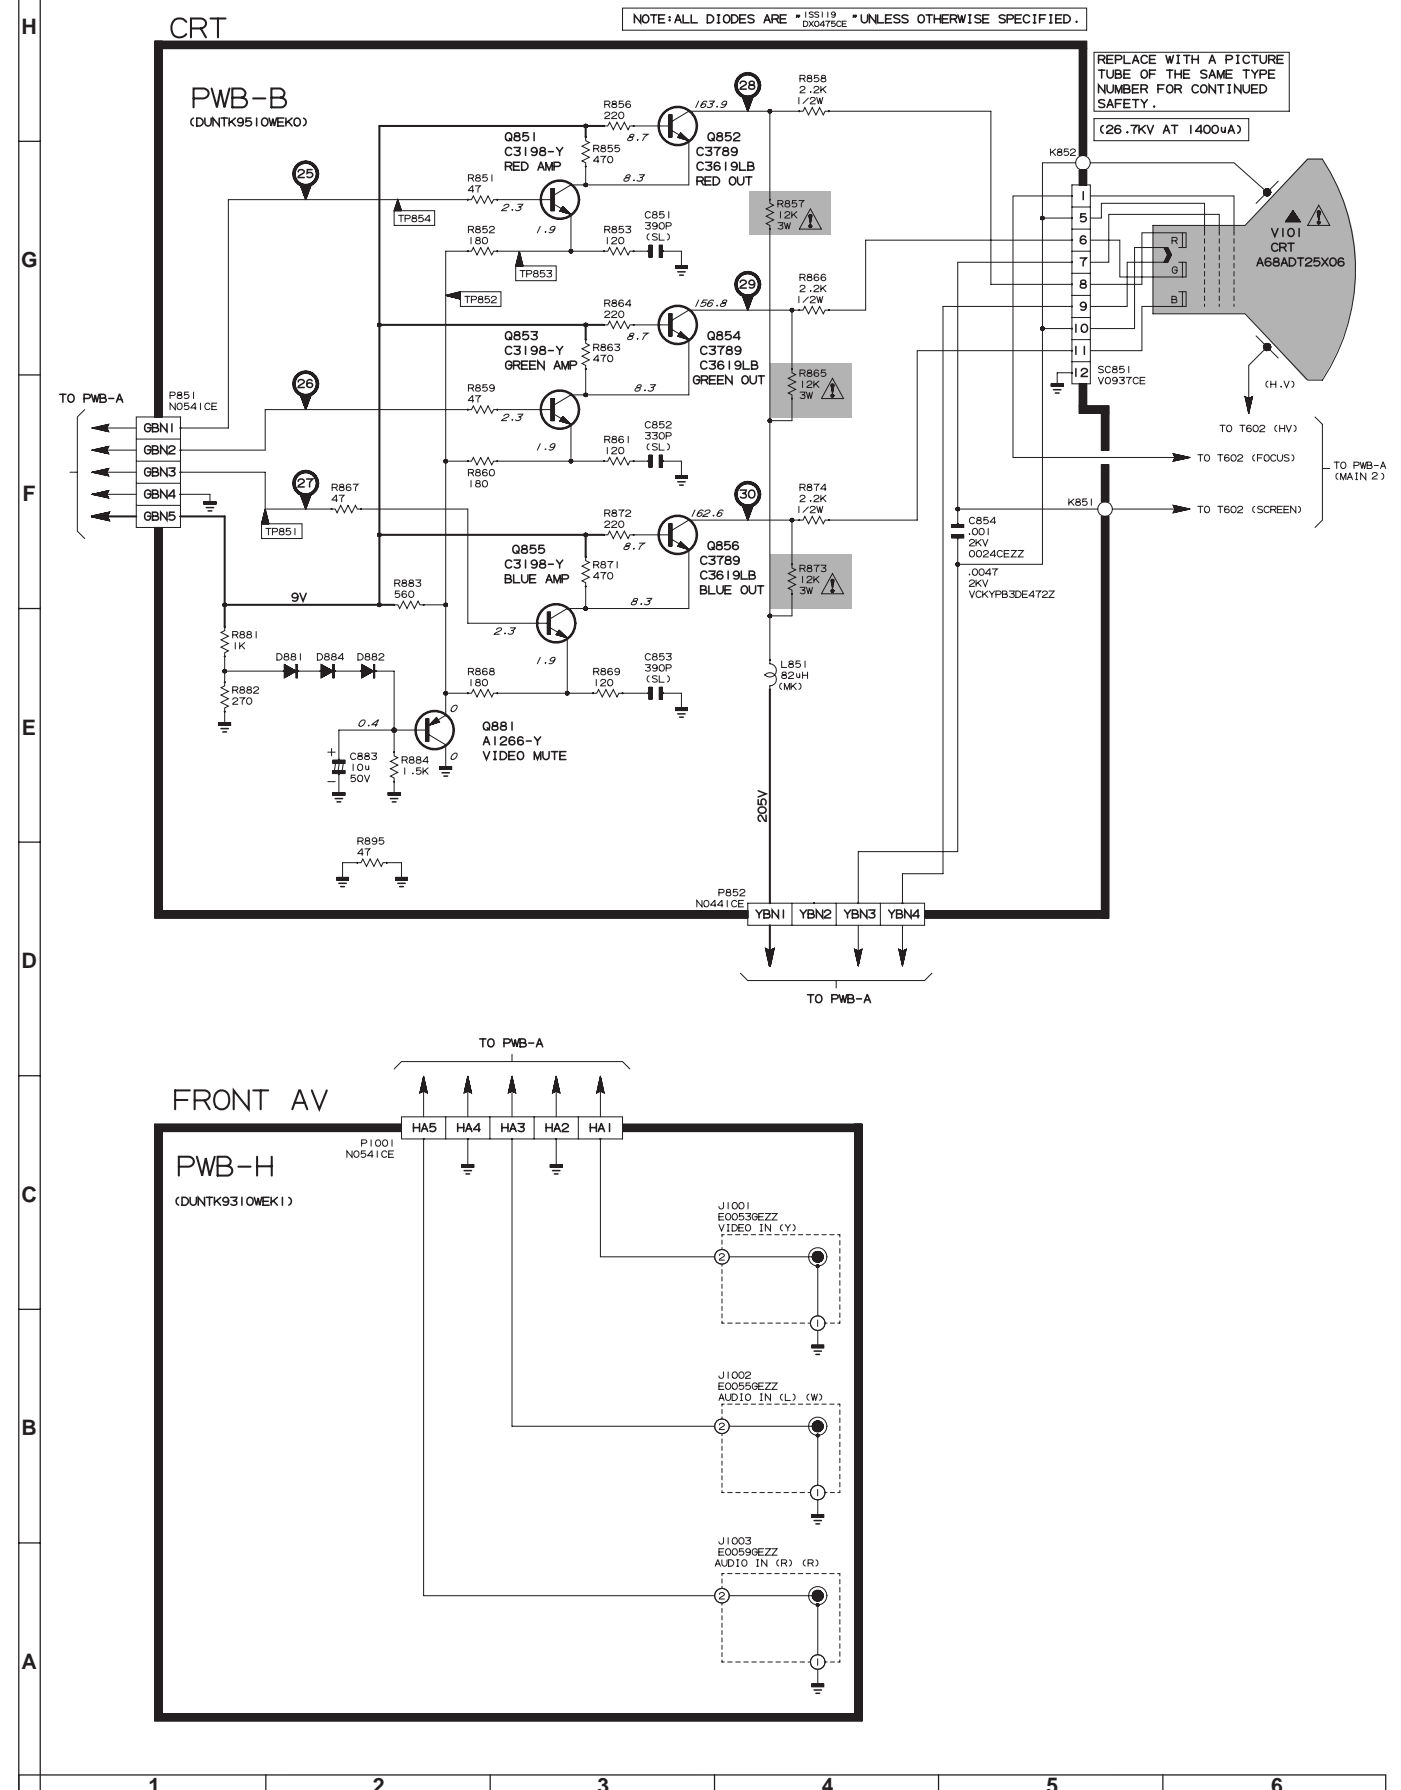 H
CRT
NOTE: ALL DIODES ARE "1SS119 DX0475CE" UNLESS OTHERWISE SPECIFIED.
REPLACE WITH A PICTURE
TUBE OF THE SAME TYPE
NUMBER FOR CONTINUED
SAFETY.
(26.7KV AT 1400uA)
PWB-B
(DUNTK9510WEK0)
R856
220
163.9
28
R858
2.2K
1/2W
8.7
Q851
C3198-Y
RED AMP
R855
470
Q852
C3789
C3619LB
RED OUT
K852
25
R851
47
2.3
8.3
TP854
1.9
R857
12K
3W
C851
390P
(SL)
R852
180
R853
120
TP853
TP852
G
1
5
6
7
8
9
10
11
12
R
G
B
V101
CRT
A68ADT25X06
R864
220
156.8
29
R866
2.2K
1/2W
8.7
Q853
C3198-Y
GREEN AMP
R863
470
Q854
C3789
C3619LB
GREEN OUT
SC851
V0937CE
(H.V)
TO PWB-A
P851
N0541CE
26
R859
47
2.3
8.3
R865
12K
3W
1.9
R861
120
C852
330P
(SL)
R860
180
GBN1
GBN2
GBN3
GBN4
GBN5
TO T602 (HV)
TO T602 (FOCUS)
TO PWB-A
(MAIN 2)
TO T602 (SCREEN)
K851
F
27
TP851
R867
47
R872
220
162.6
30
R874
2.2K
1/2W
8.7
Q855
C3198-Y
BLUE AMP
R871
470
Q856
C3789
C3619LB
BLUE OUT
R873
12K
3W
C854
.001
2KV
0024CEZZ
.0047
2KV
VCKYPB3DE472Z
9V
R883
560
8.3
2.3
1.9
R881
1K
R882
270
D881
D884
D882
R868
180
R869
120
C853
390P
(SL)
L851
82uH
(MK)
E
0.4
0
0
Q881
A1266-Y
VIDEO MUTE
C883
10u
50V
+
-
R884
1.5K
205V
R895
47
P852
N0441CE
YBN1
YBN2
YBN3
YBN4
D
TO PWB-A
TO PWB-A
FRONT AV
HA5
HA4
HA3
HA2
HA1
P1001
N0541CE
PWB-H
(DUNTK9310WEK1)
C
J1001
E0053GEZZ
VIDEO IN (Y)
2
1
J1002
E0055GEZZ
AUDIO IN (L) (W)
B
2
1
J1003
E0059GEZZ
AUDIO IN (R) (R)
2
A
1
1
2
3
4
5
6